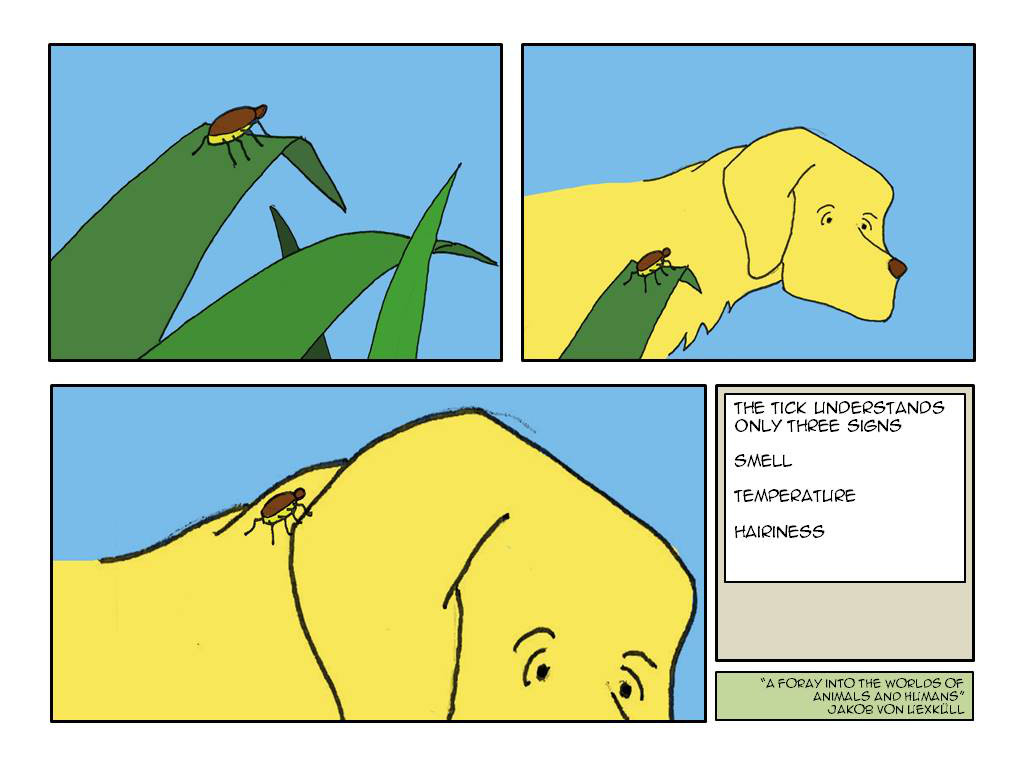 THE TICK UNDERSTANDS
ONLY THREE SIGNS
SMELL
TEMPERATURE
HAIRINESS
"A FORAY INTO THE WORLDS OF
ANIMALS AND HUMANS"
JAKOB VON UEXKÜLL